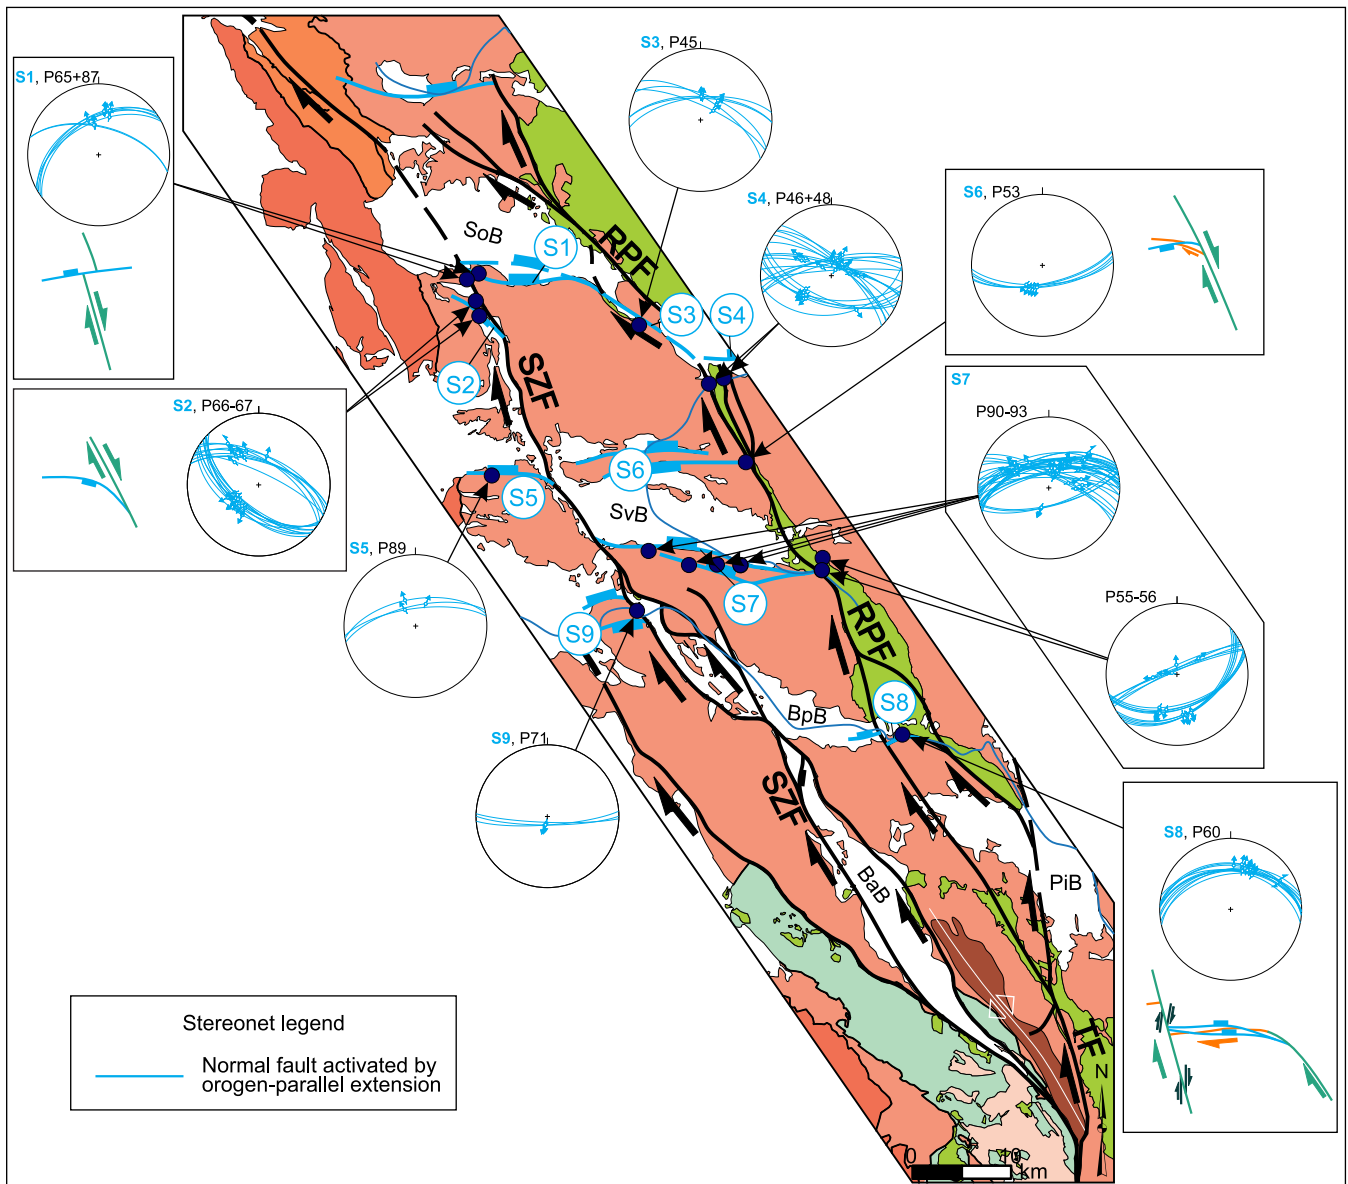 S1, P65+87
S3, P45
S4, P46+48
S6, P53
SoB
S1
RPF
S3
S4
S2
SZF
S7
P90-93
S2, P66-67
S6
S5
SvB
S5, P89
S7
P55-56
S9
RPF
S8
BpB
S9, P71
SZF
S8, P60
BaB
PiB
Stereonet legend
Normal fault activated by
orogen-parallel extension
TF
N
0 10
km